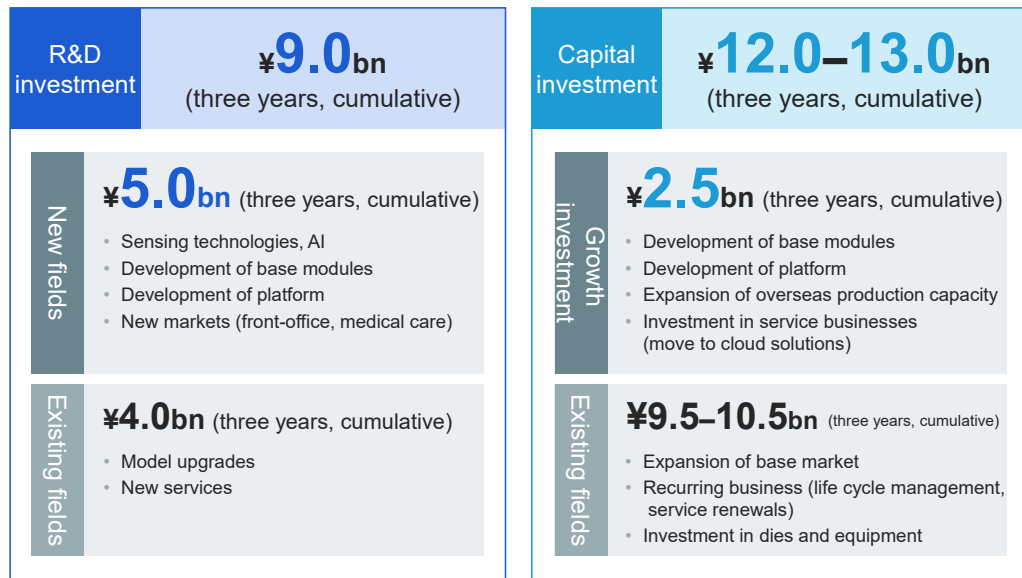 R&D
investment
¥9.0bn
(three years, cumulative)
New fields
¥5.0bn (three years, cumulative)
• Sensing technologies, AI
• Development of base modules
• Development of platform
• New markets (front-office, medical care)
Existing fields
¥4.0bn (three years, cumulative)
• Model upgrades
• New services
Capital
investment
¥12.0–13.0bn
(three years, cumulative)
Growth
investment
¥2.5bn (three years, cumulative)
• Development of base modules
• Development of platform
• Expansion of overseas production capacity
• Investment in service businesses
(move to cloud solutions)
Existing fields
¥9.5–10.5bn (three years, cumulative)
• Expansion of base market
• Recurring business (life cycle management,
service renewals)
• Investment in dies and equipment